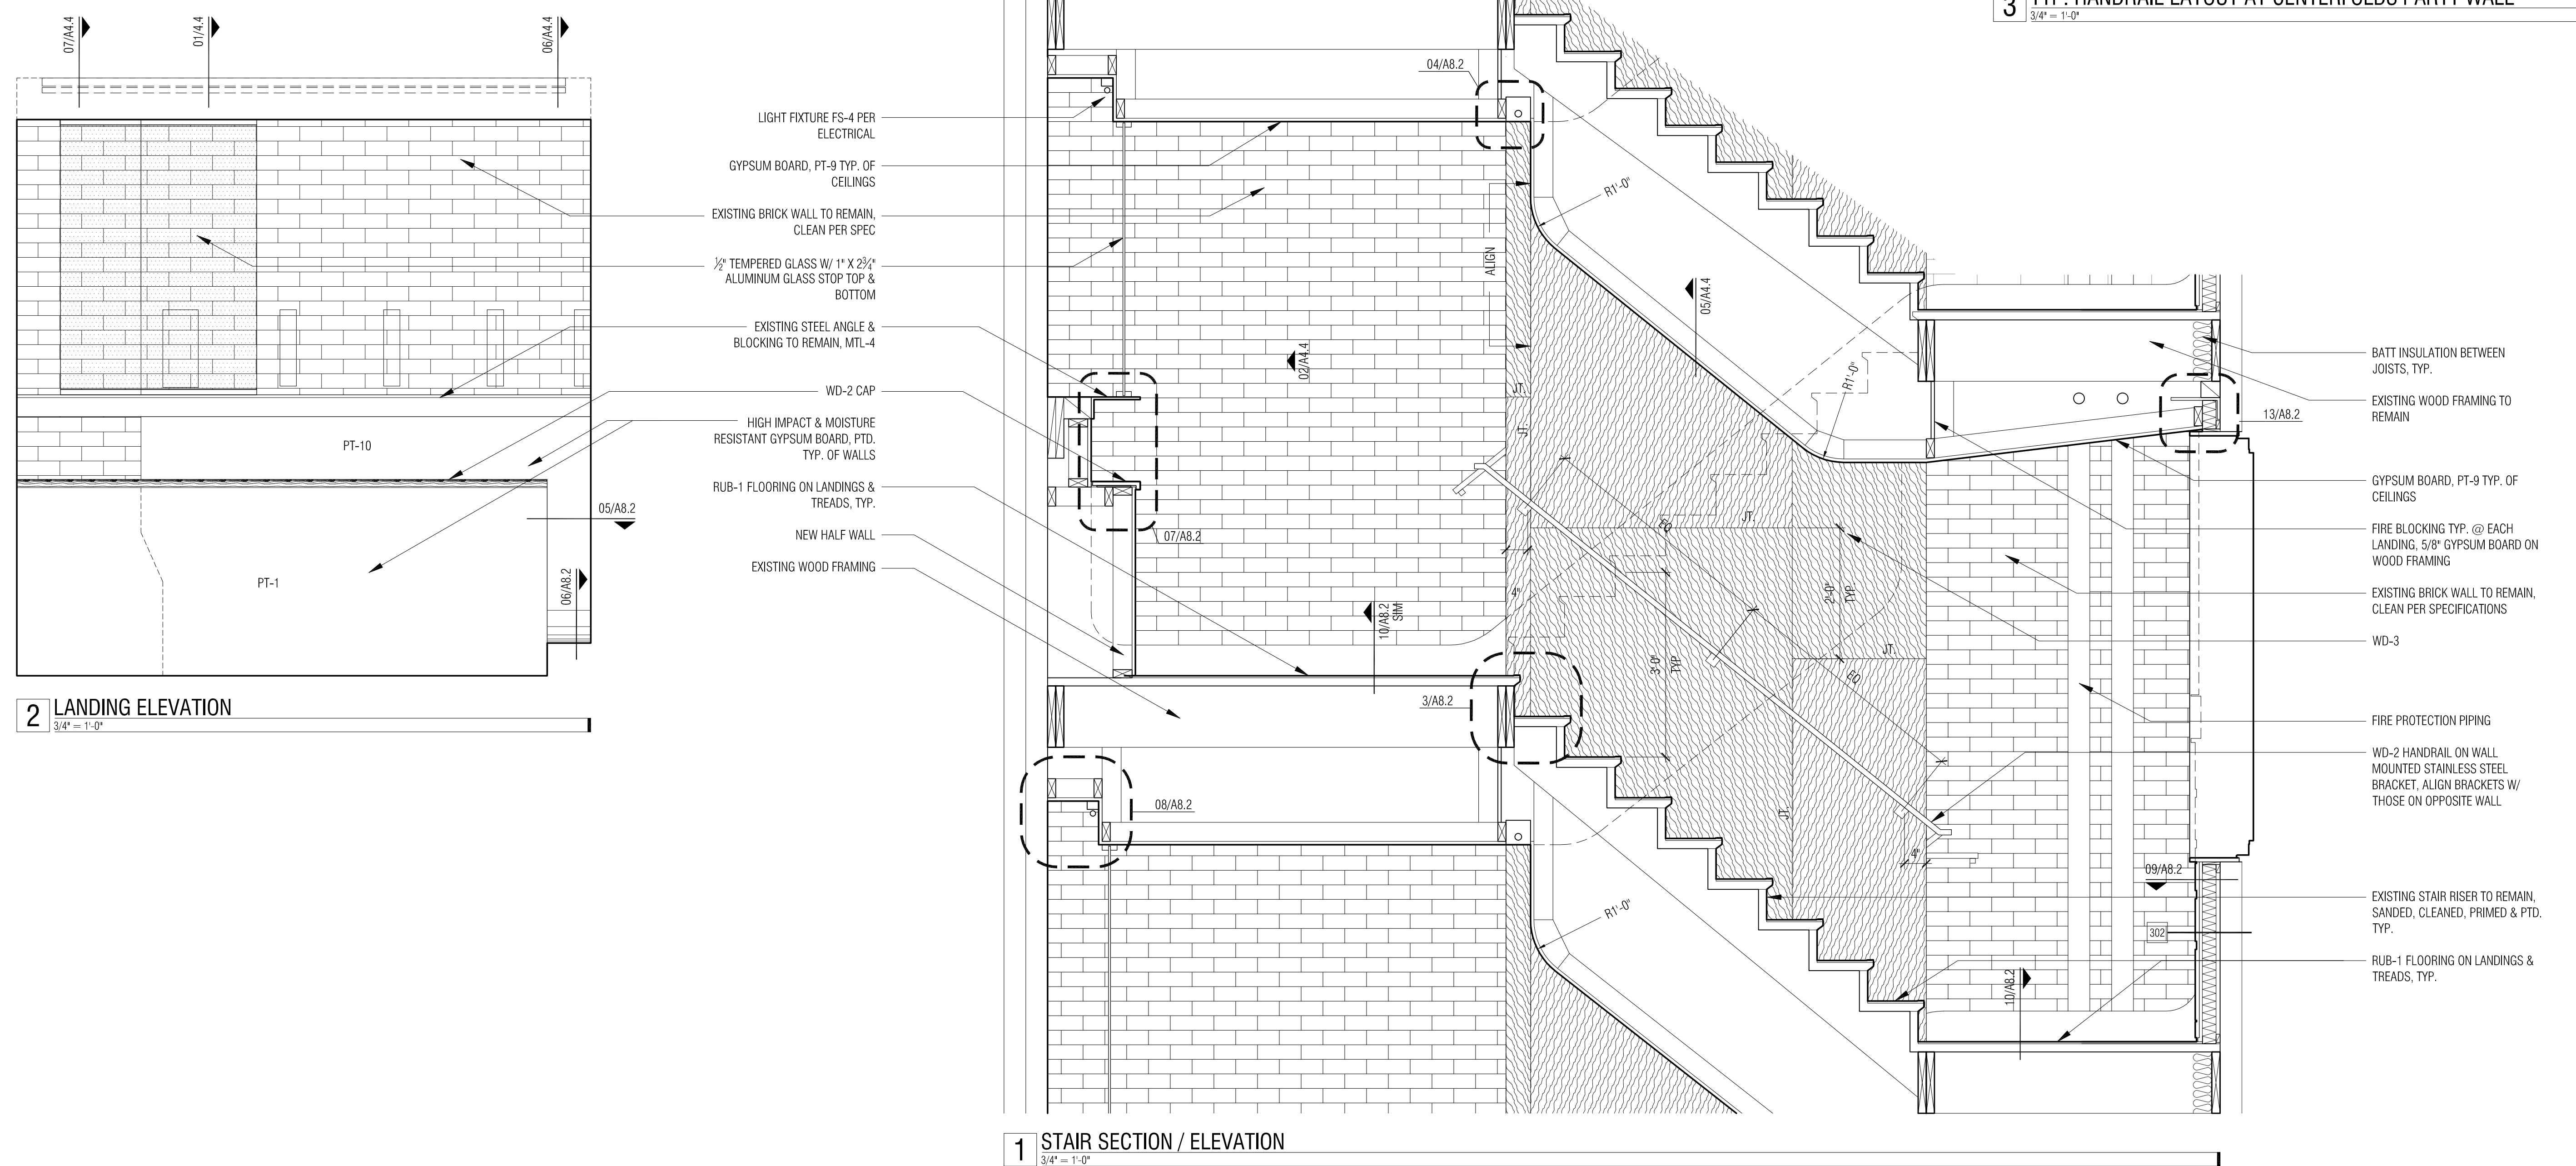 07/A4.4
01/4.4
06/A4.4
PT-10
PT-1
05/A8.2
06/A8.2
2 LANDING ELEVATION
3/4" = 1'-0"
LIGHT FIXTURE FS-4 PER
ELECTRICAL
GYPSUM BOARD, PT-9 TYP. OF
CEILINGS
EXISTING BRICK WALL TO REMAIN,
CLEAN PER SPEC
½" TEMPERED GLASS W/ 1" X 2¾"
ALUMINUM GLASS STOP TOP &
BOTTOM
EXISTING STEEL ANGLE &
BLOCKING TO REMAIN, MTL-4
WD-2 CAP
HIGH IMPACT & MOISTURE
RESISTANT GYPSUM BOARD, PTD.
TYP. OF WALLS
RUB-1 FLOORING ON LANDINGS &
TREADS, TYP.
NEW HALF WALL
EXISTING WOOD FRAMING
04/A8.2
R1'-0"
ALIGN
05/A4.4
02/A4.4
R1'-0"
JT.
JT.
07/A8.2
EQ
JT.
4"
2'-0"
TYP.
10/A8.2
SIM
3'-0"
TYP.
JT.
EQ
3/A8.2
08/A8.2
JT.
4"
R1'-0"
13/A8.2
09/A8.2
302
10/A8.2
3 TYP. HANDRAIL LAYOUT AT CENTERFOLDS PARTY WALL
3/4" = 1'-0"
BATT INSULATION BETWEEN
JOISTS, TYP.
EXISTING WOOD FRAMING TO
REMAIN
GYPSUM BOARD, PT-9 TYP. OF
CEILINGS
FIRE BLOCKING TYP. @ EACH
LANDING, 5/8" GYPSUM BOARD ON
WOOD FRAMING
EXISTING BRICK WALL TO REMAIN,
CLEAN PER SPECIFICATIONS
WD-3
FIRE PROTECTION PIPING
WD-2 HANDRAIL ON WALL
MOUNTED STAINLESS STEEL
BRACKET, ALIGN BRACKETS W/
THOSE ON OPPOSITE WALL
EXISTING STAIR RISER TO REMAIN,
SANDED, CLEANED, PRIMED & PTD.
TYP.
RUB-1 FLOORING ON LANDINGS &
TREADS, TYP.
1 STAIR SECTION / ELEVATION
3/4" = 1'-0"